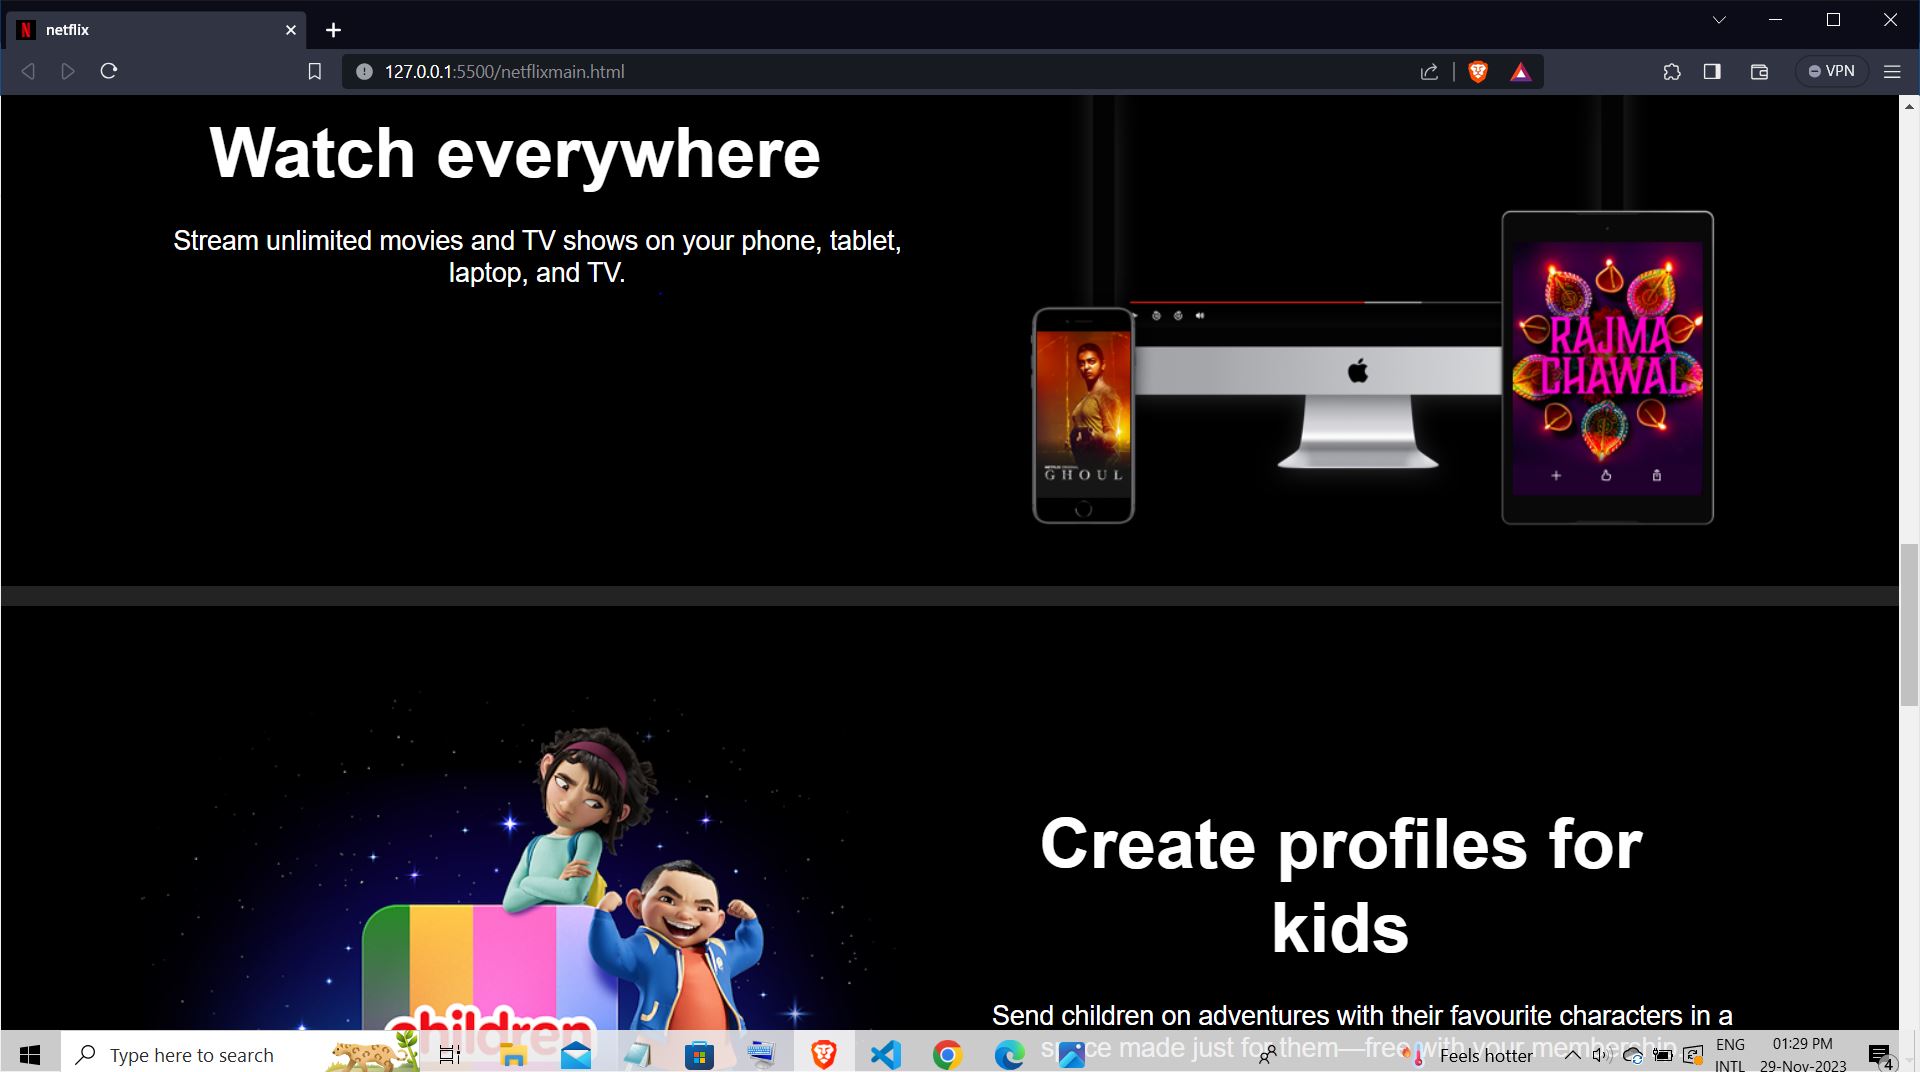 netflix
127.0.0.1:5500/netflixmain.html
VPN
Watch everywhere
Stream unlimited movies and TV shows on your phone, tablet,
laptop, and TV.
NETFLIX ORIGINAL
GHOUL
RAJMA
CHAWAL
Create profiles for
kids
Send children on adventures with their favourite characters in a
space made just for them—free with your membership.
children
Type here to search
Feels hotter
ENG
INTL
01:29 PM
29-Nov-2023
4